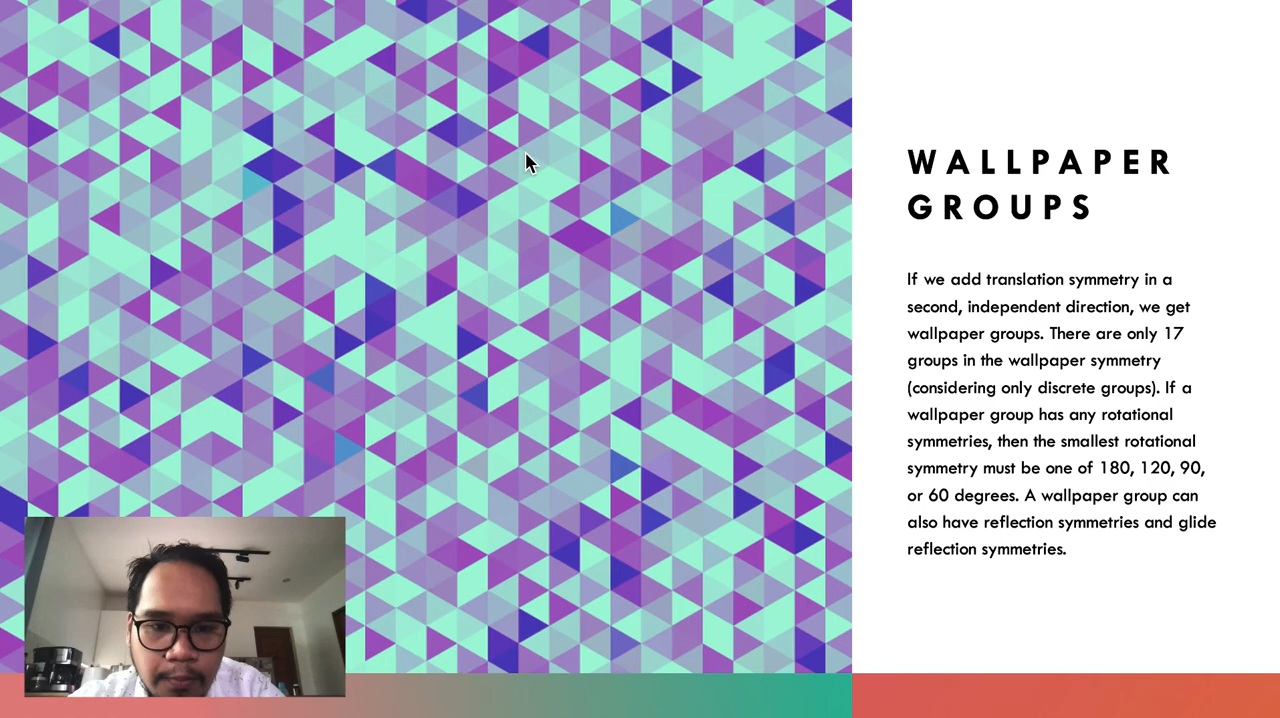 WALLPAPER
GROUPS
If we add translation symmetry in a
second, independent direction, we get
wallpaper groups. There are only 17
groups in the wallpaper symmetry
(considering only discrete groups). If a
wallpaper group has any rotational
symmetries, then the smallest rotational
symmetry must be one of 180, 120, 90,
or 60 degrees. A wallpaper group can
also have reflection symmetries and glide
reflection symmetries.